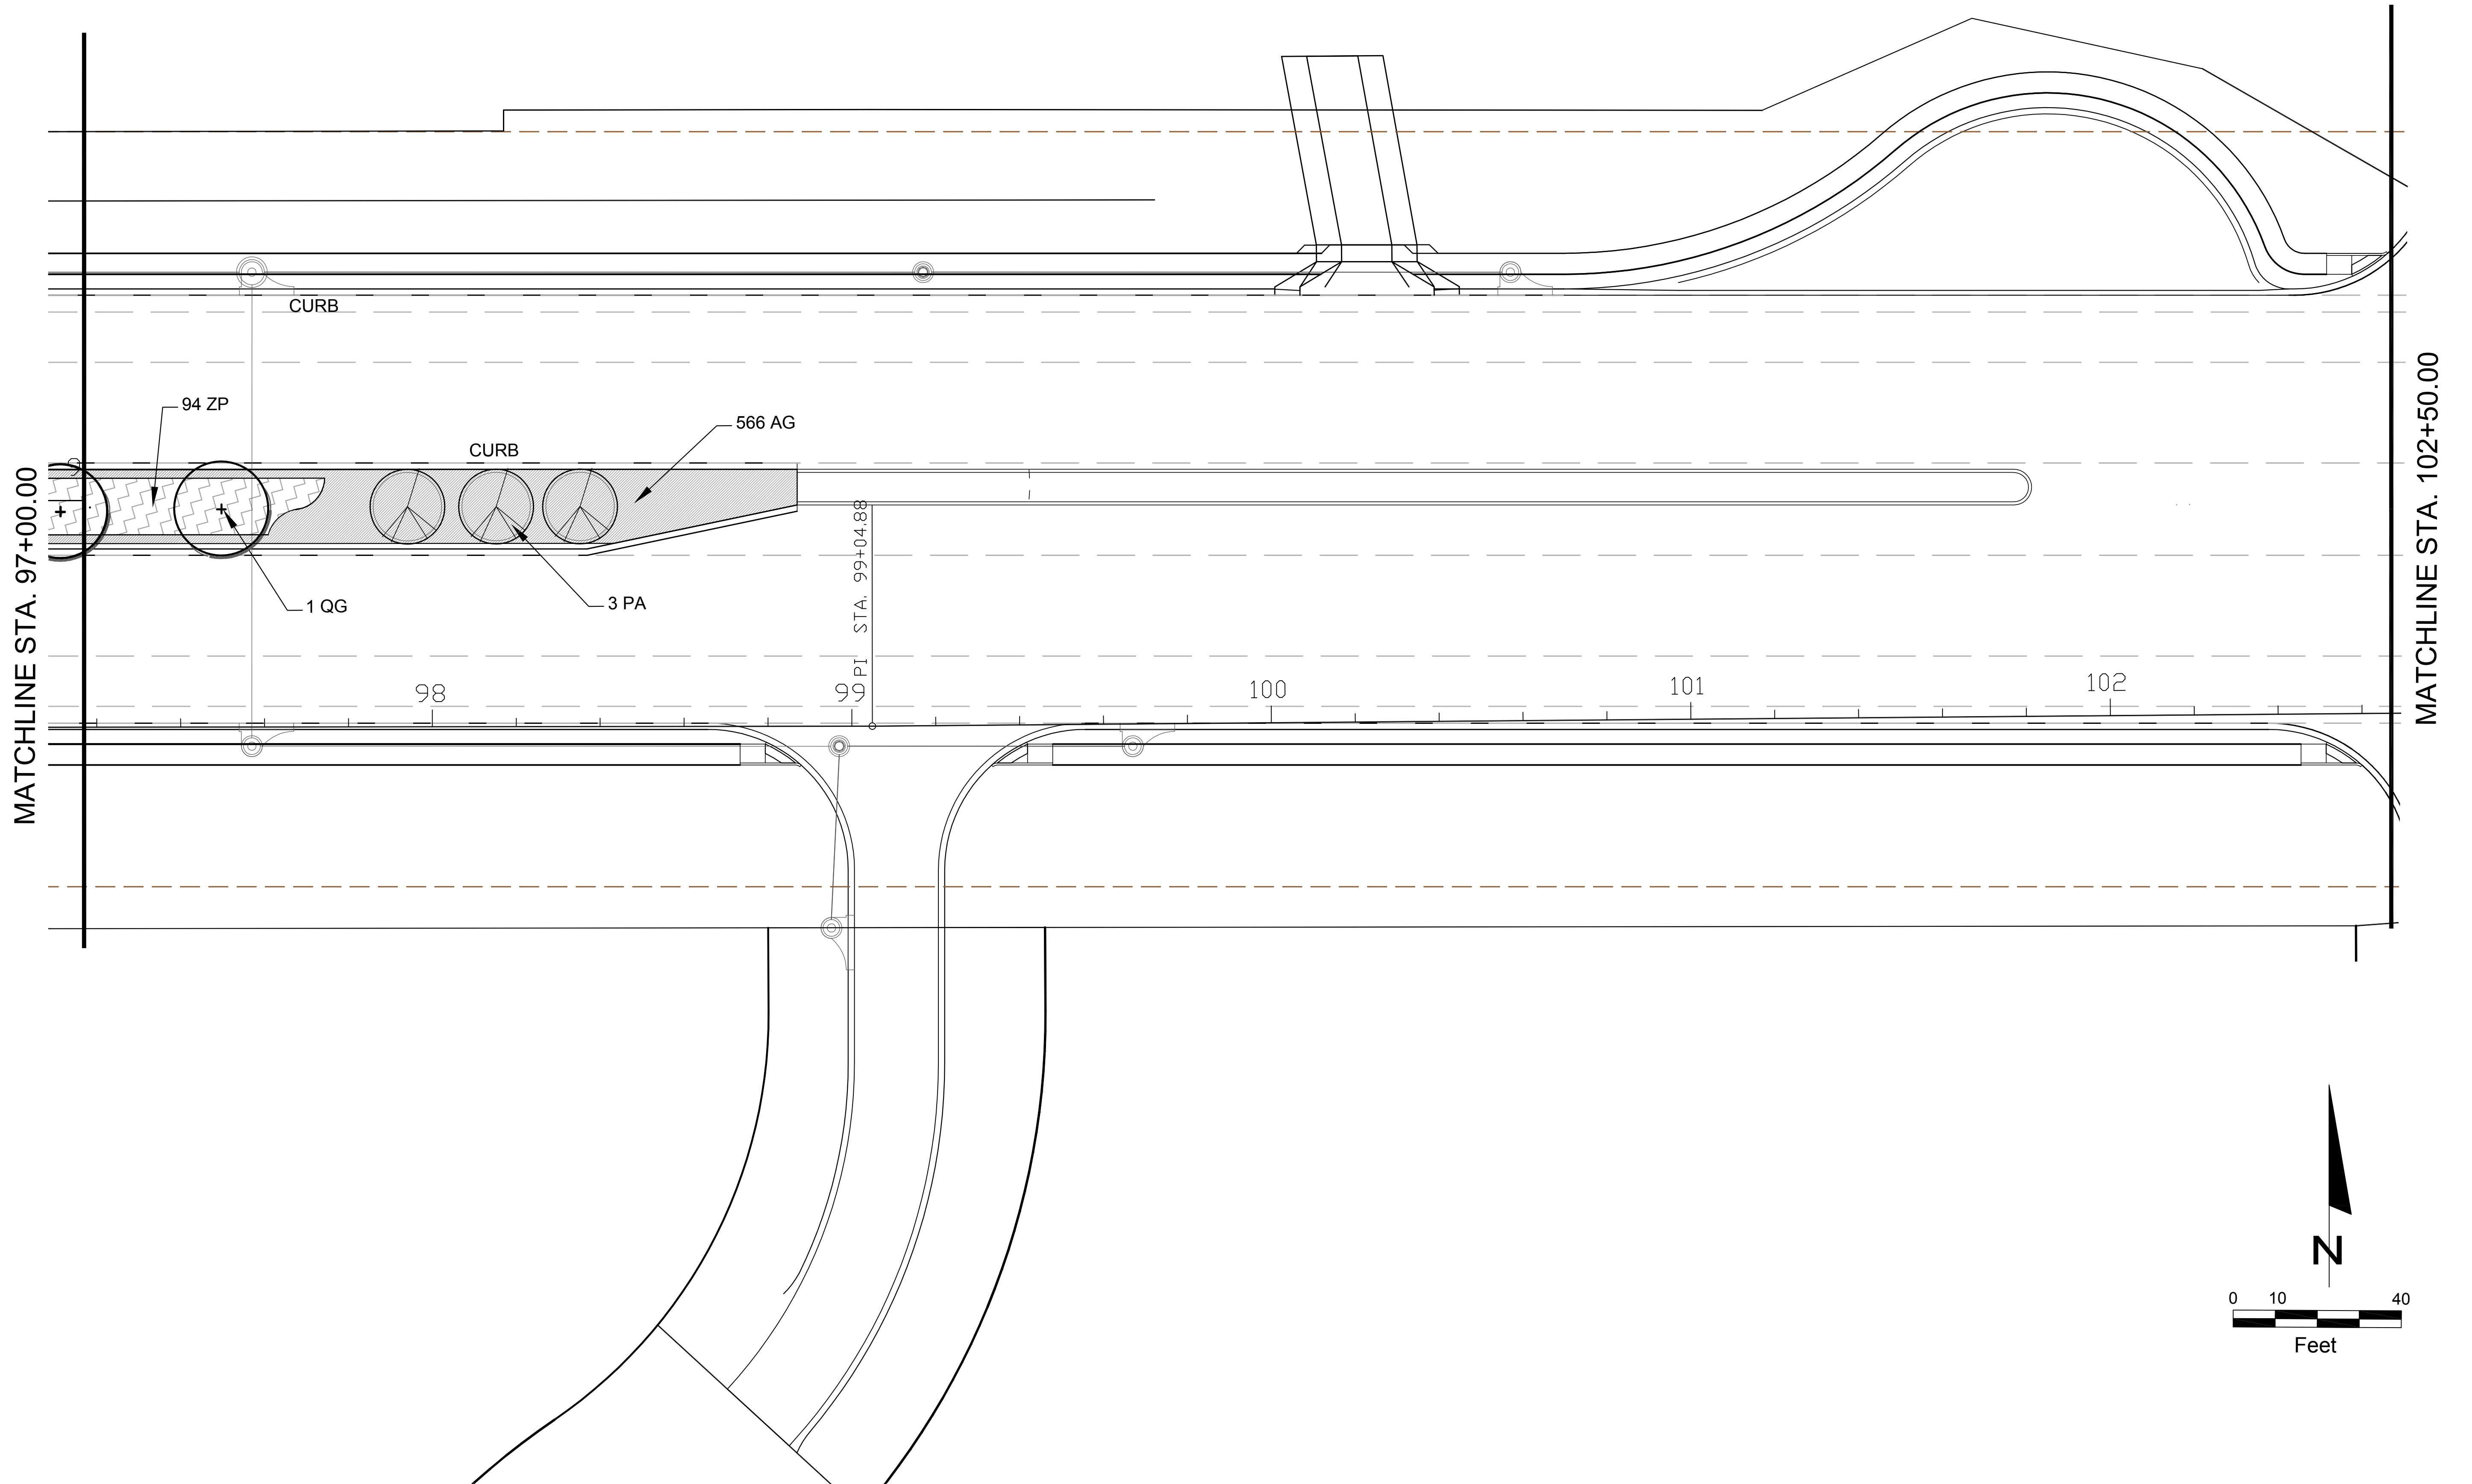 CURB
94 ZP
566 AG
CURB
1 QG
3 PA
MATCHLINE STA. 97+00.00
MATCHLINE STA. 102+50.00
PI STA. 99+04.88
98
99
100
101
102
N
0 10 40
Feet